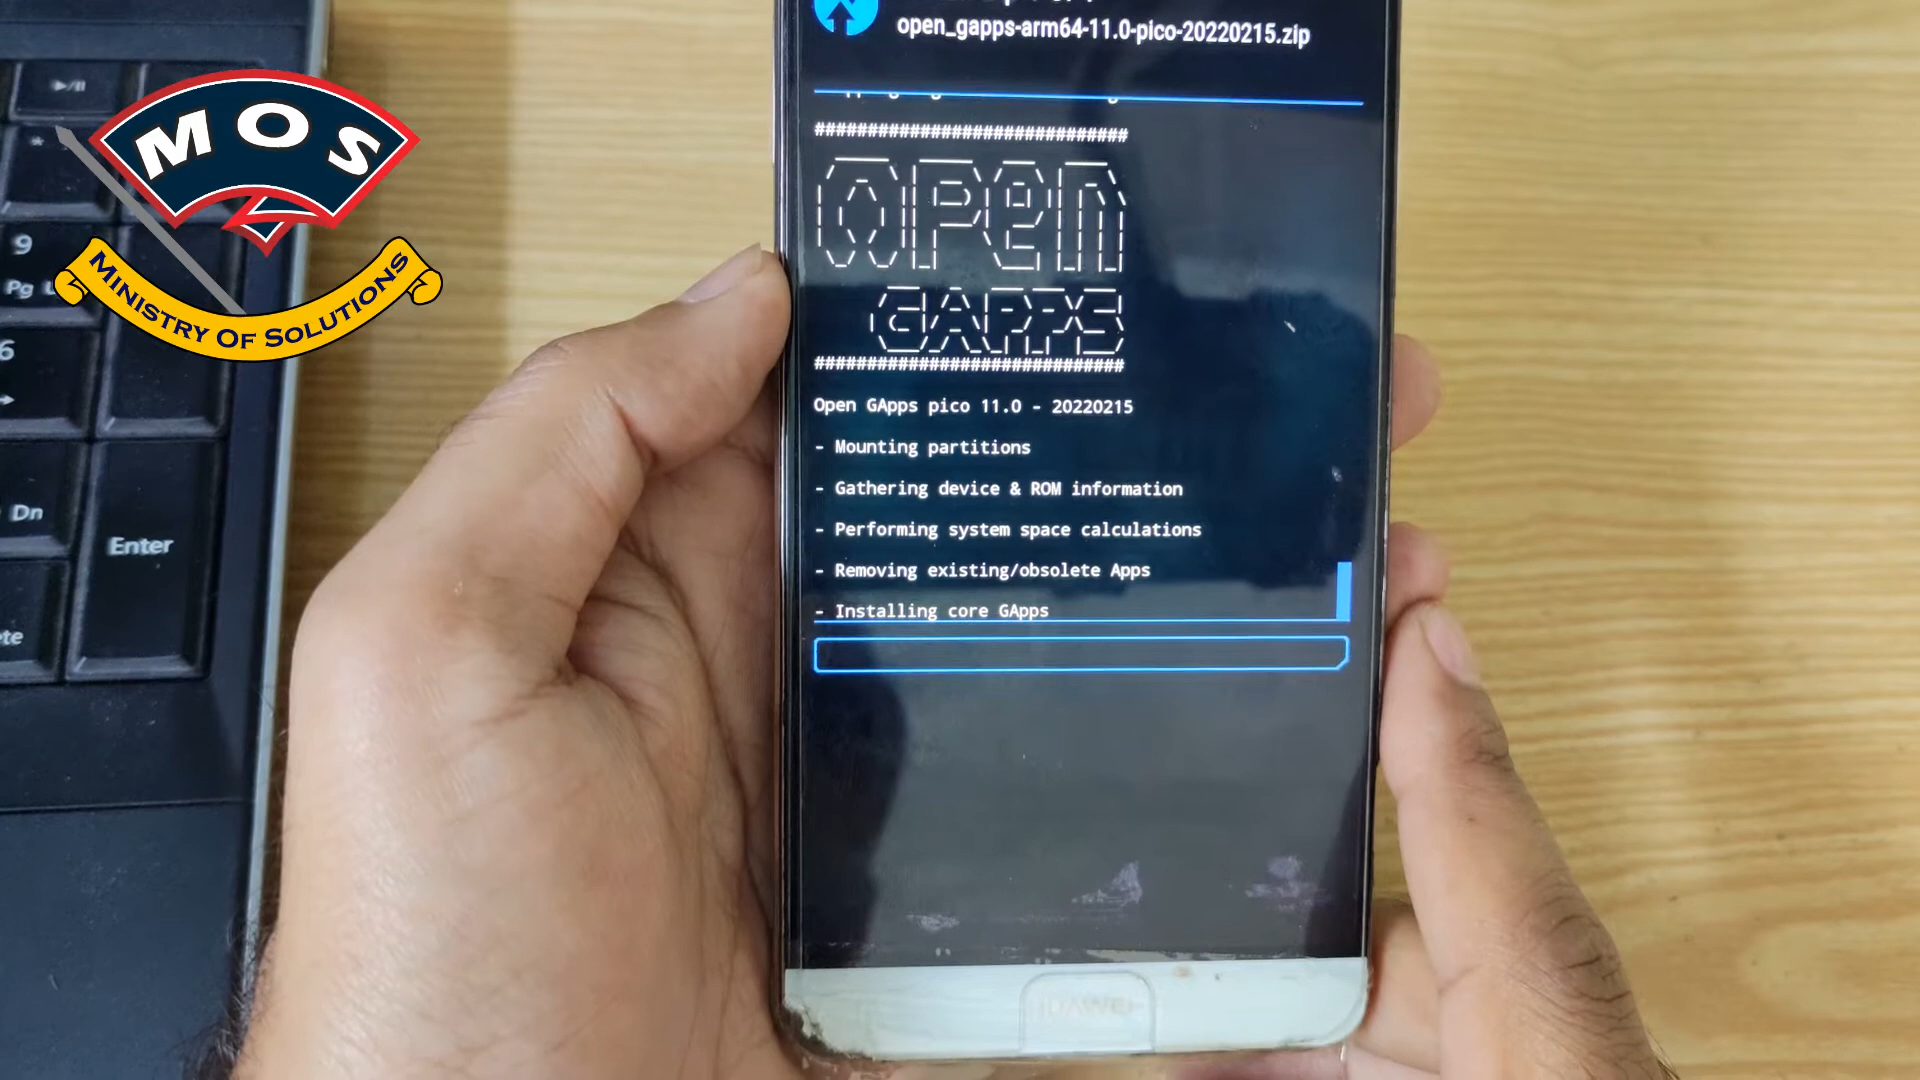 open_gapps-arm64-11.0-pico-20220215.zip
##############################
OPEN
GAPPS
##############################
Open GApps pico 11.0 - 20220215
- Mounting partitions
- Gathering device & ROM information
- Performing system space calculations
- Removing existing/obsolete Apps
- Installing core GApps
HUAWEI
MOS
MINISTRY OF SOLUTIONS
*
9
Pg
6
Dn
Enter